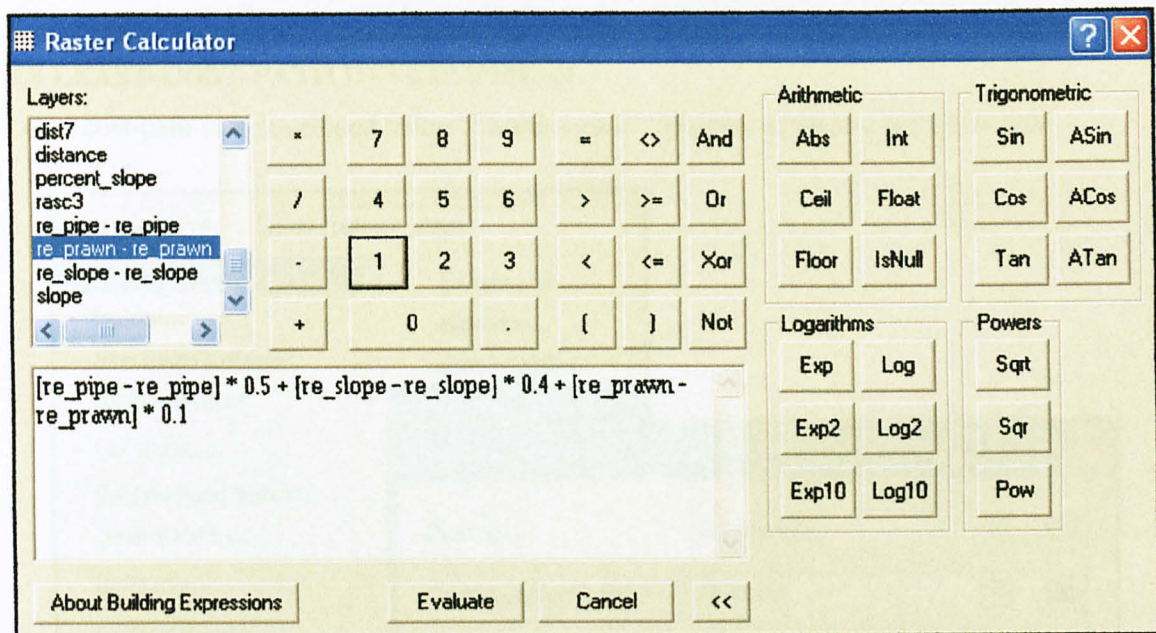 Raster Calculator
Layers:
dist7
distance
percent_slope
rasc3
re_pipe - re_pipe
re_prawn - re_prawn
re_slope - re_slope
slope
* 7 8 9 = <> And
/ 4 5 6 > >= Or
- 1 2 3 < <= Xor
+ 0 . ( ) Not
Arithmetic
Abs Int
Ceil Float
Floor IsNull
Trigonometric
Sin ASin
Cos ACos
Tan ATan
Logarithms
Exp Log
Exp2 Log2
Exp10 Log10
Powers
Sqrt
Sqr
Pow
[re_pipe - re_pipe] * 0.5 + [re_slope - re_slope] * 0.4 + [re_prawn -
re_prawn] * 0.1
About Building Expressions Evaluate Cancel <<